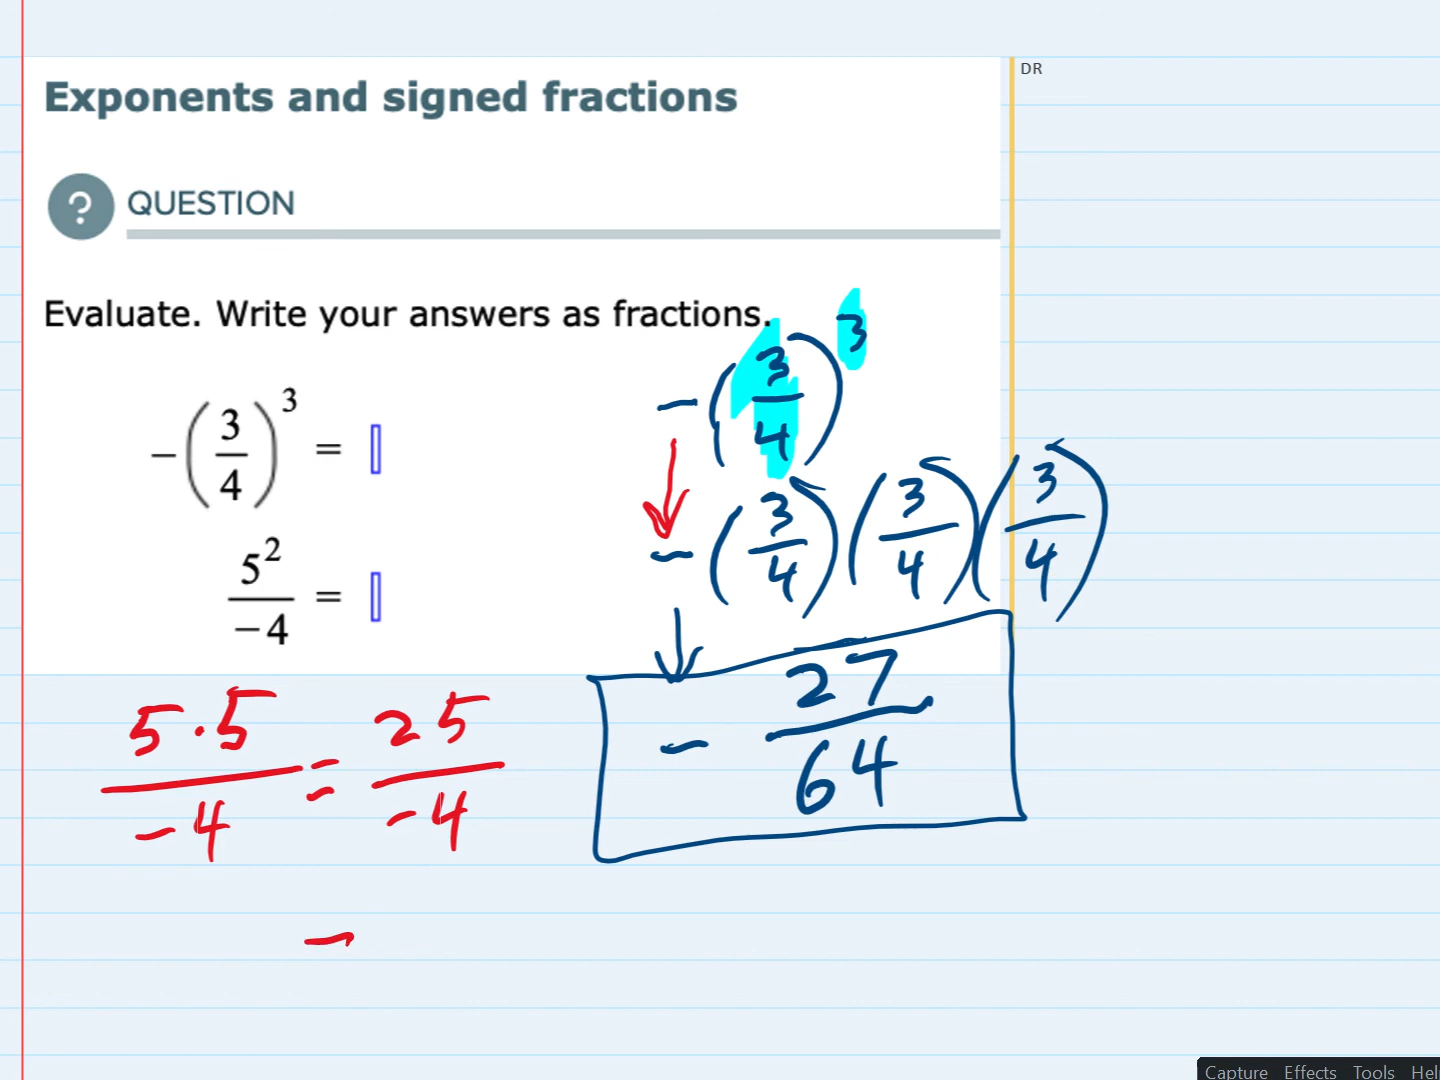 DR
Exponents and signed fractions
? QUESTION
Evaluate. Write your answers as fractions.
-(3/4)^3 =
5^2/-4 =
-(3/4)^3
-(3/4)(3/4)(3/4)
- 27/64
5·5/-4 = 25/-4
-
Capture Effects Tools Hel